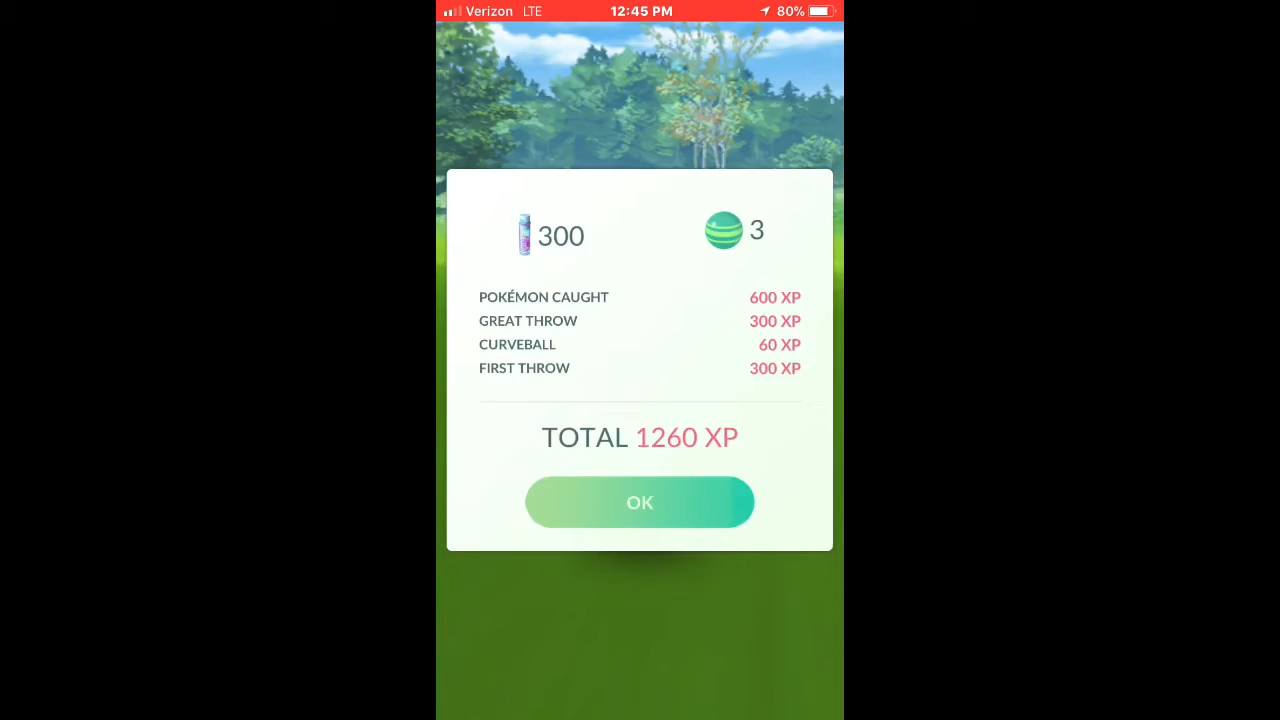 Verizon LTE 12:45 PM 80%
300 3
POKÉMON CAUGHT 600 XP
GREAT THROW 300 XP
CURVEBALL 60 XP
FIRST THROW 300 XP
TOTAL 1260 XP
OK